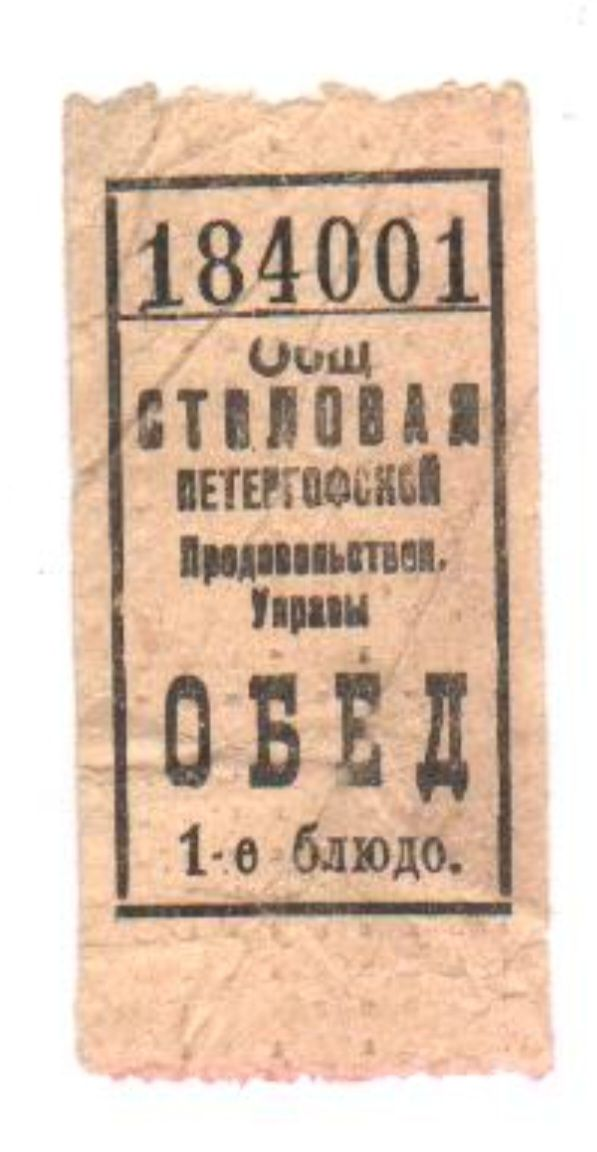 184001
Общ
СТОЛОВАЯ
ПЕТЕРГОФСКОЙ
Продовольствен.
Управы
ОБЕД
1-е блюдо.